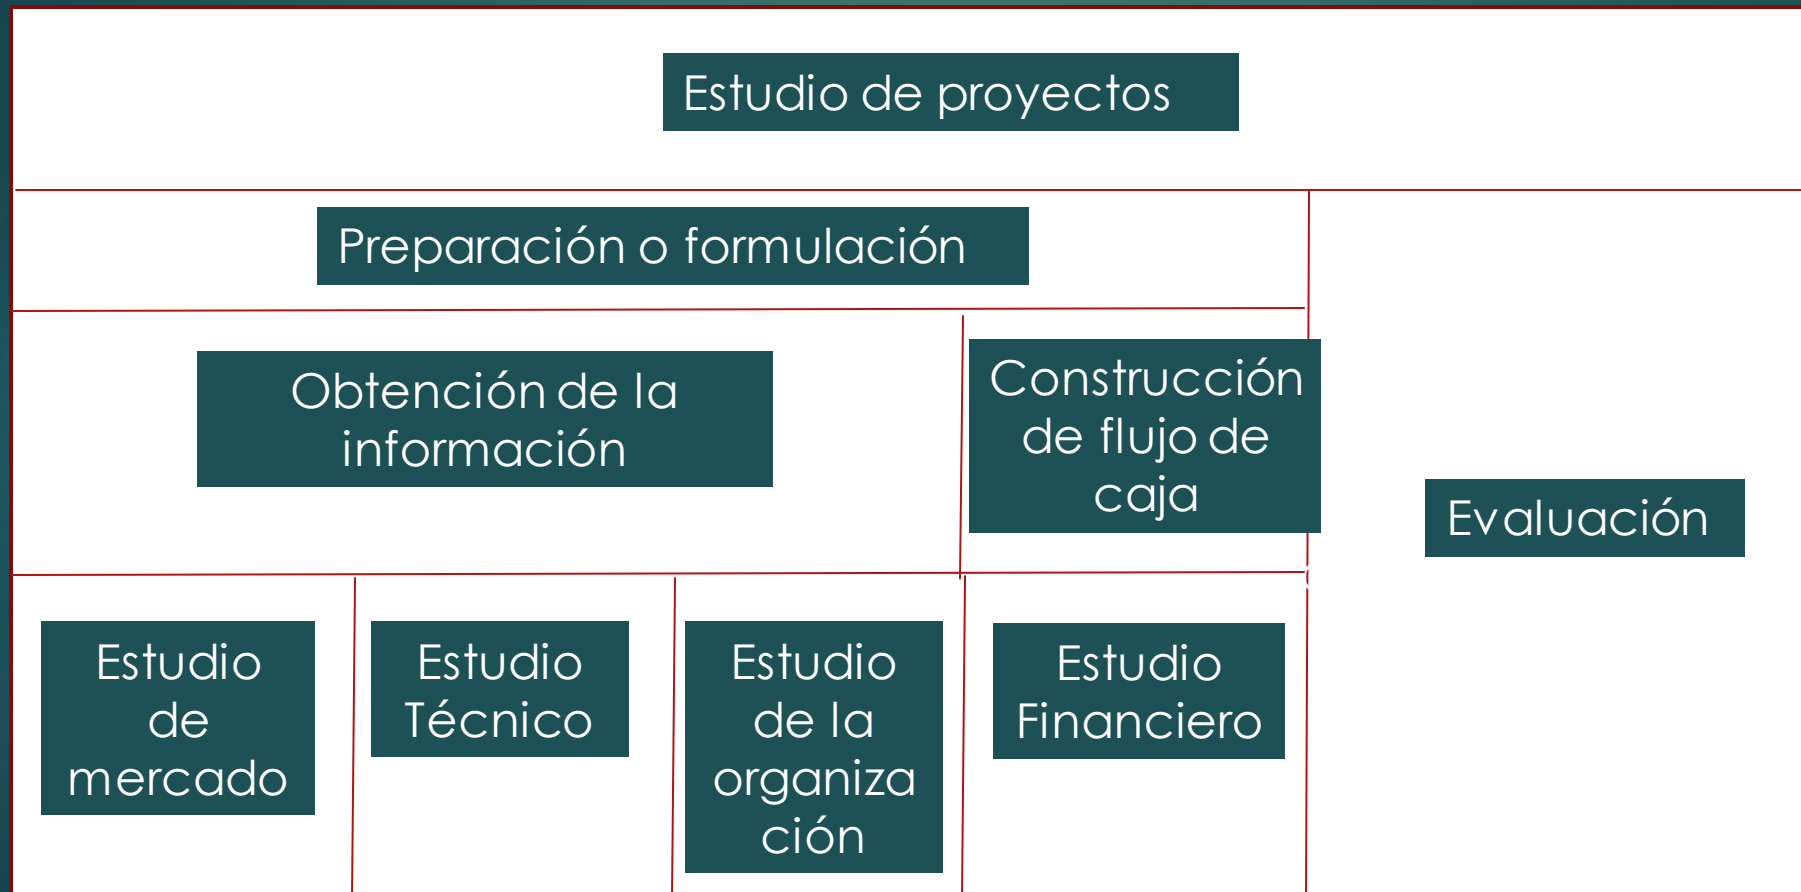 Estudio de proyectos
Preparación o formulación
Obtención de la
información
Construcción
de flujo de
caja
Evaluación
Estudio
de
mercado
Estudio
Técnico
Estudio
de la
organiza
ción
Estudio
Financiero